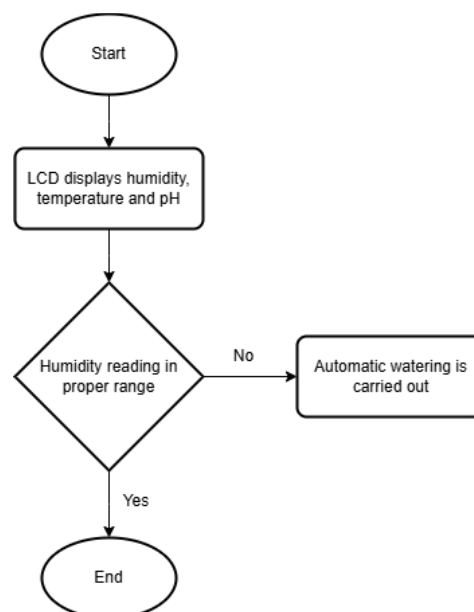 Start
LCD displays humidity,
temperature and pH
Humidity reading in
proper range
No
Automatic watering is
carried out
Yes
End